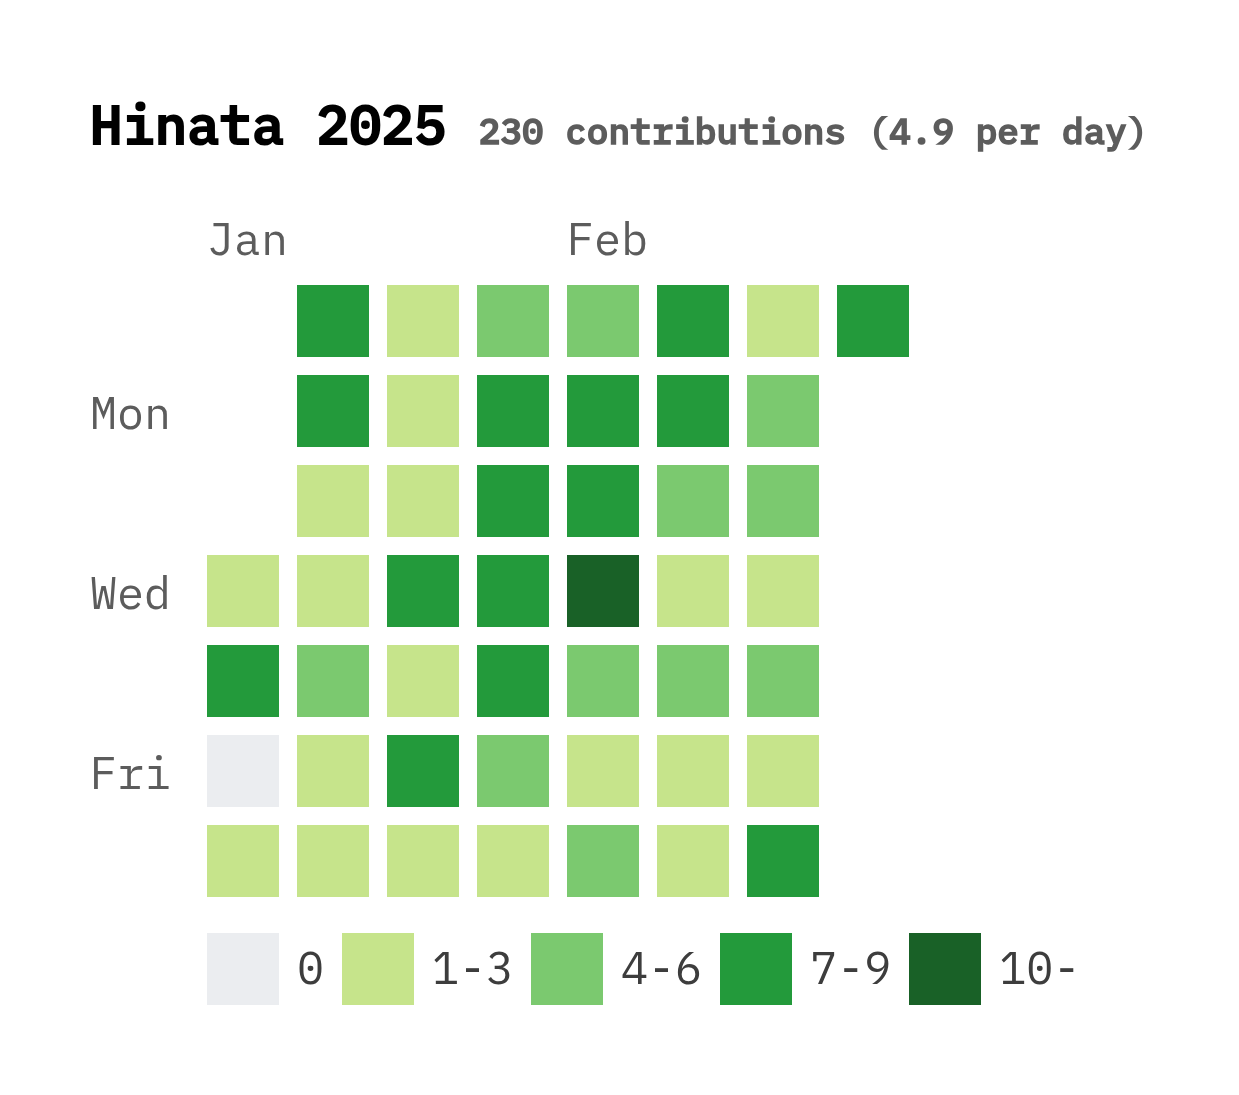 Hinata 2025 230 contributions (4.9 per day)
Jan Feb
Mon
Wed
Fri
0 1-3 4-6 7-9 10-